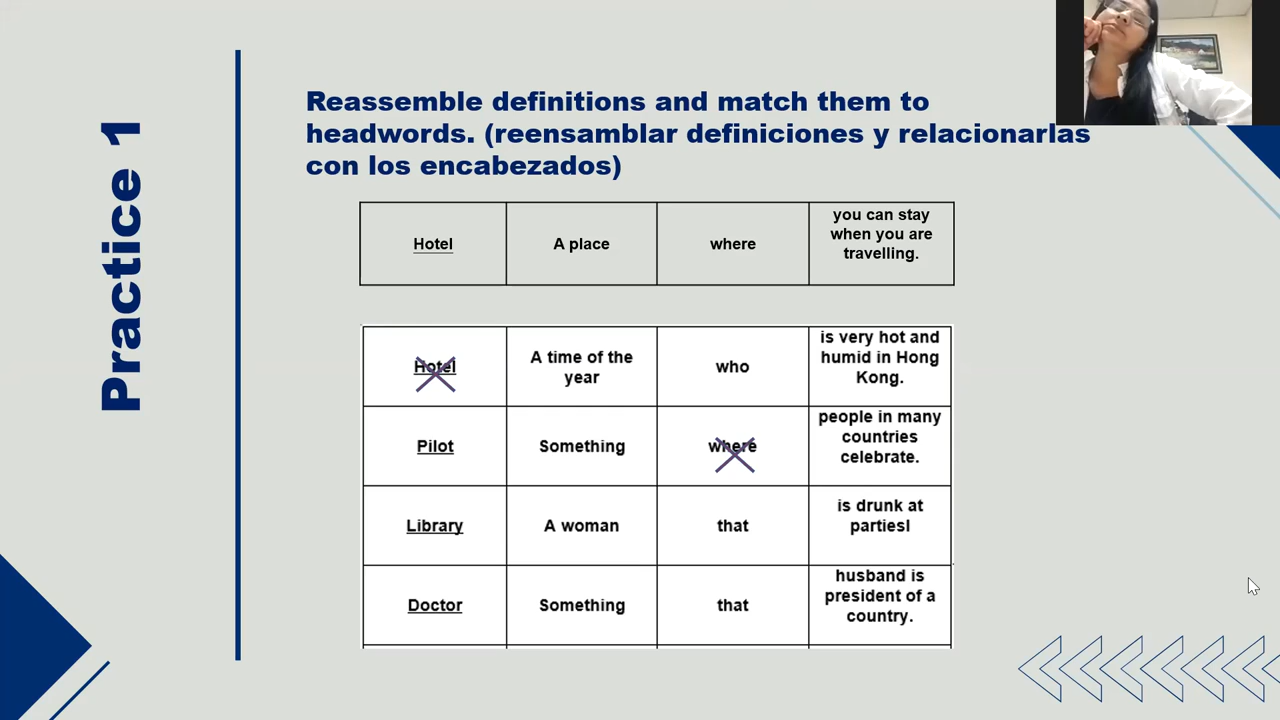 Practice 1
Reassemble definitions and match them to
headwords. (reensamblar definiciones y relacionarlas
con los encabezados)
Hotel
A place
where
you can stay
when you are
travelling.
Hotel
A time of the
year
who
is very hot and
humid in Hong
Kong.
Pilot
Something
where
people in many
countries
celebrate.
Library
A woman
that
is drunk at
partiesl
Doctor
Something
that
husband is
president of a
country.